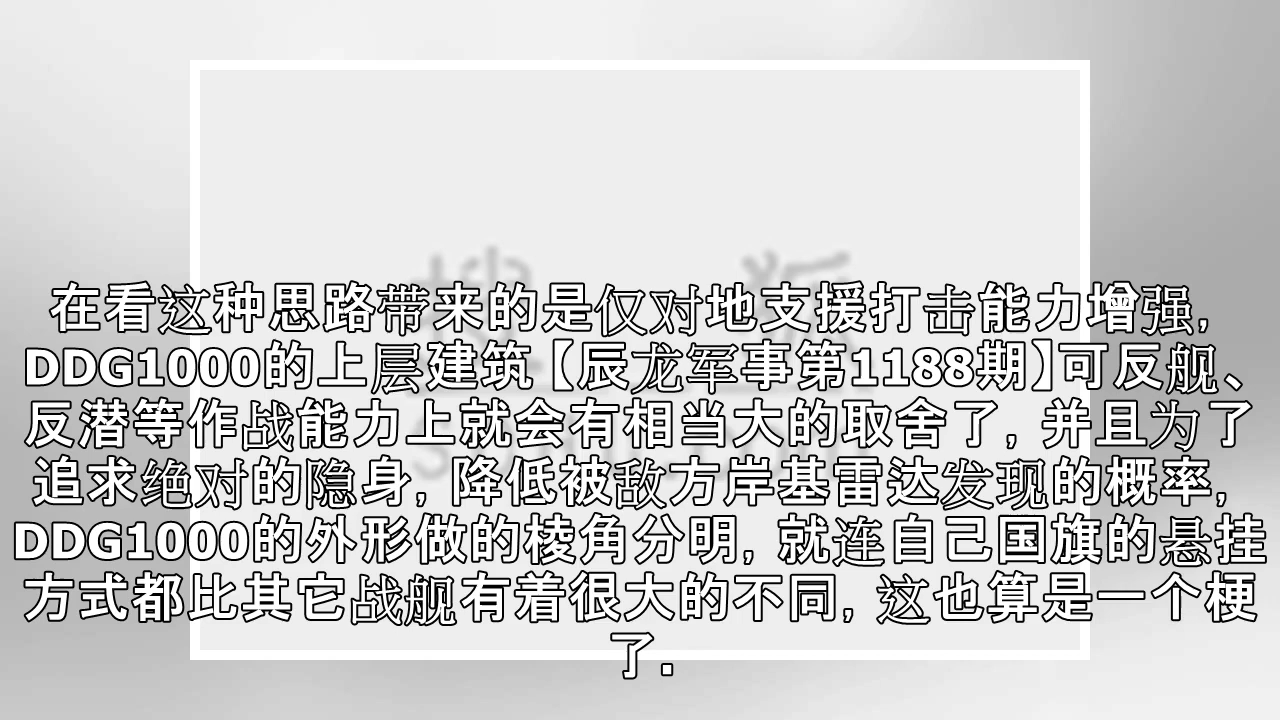 在看这种思路带来的是仅对地支援打击能力增强,
DDG1000的上层建筑【辰龙军事第1188期】可反舰、
反潜等作战能力上就会有相当大的取舍了, 并且为了
追求绝对的隐身, 降低被敌方岸基雷达发现的概率,
DDG1000的外形做的棱角分明, 就连自己国旗的悬挂
方式都比其它战舰有着很大的不同, 这也算是一个梗
了.